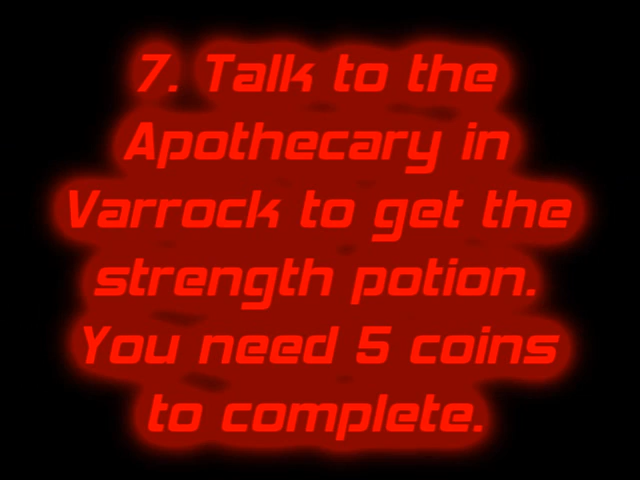 7. Talk to the
Apothecary in
Varrock to get the
strength potion.
You need 5 coins
to complete.